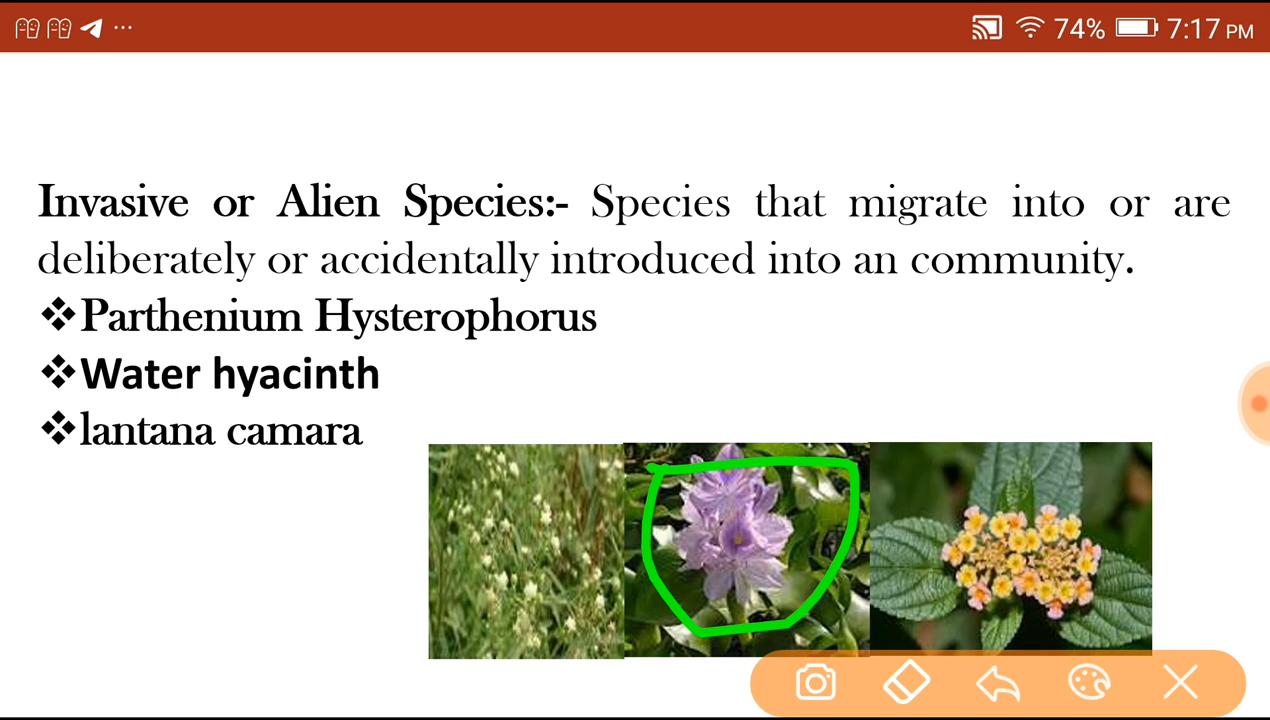 74% 7:17 PM
Invasive or Alien Species:- Species that migrate into or are
deliberately or accidentally introduced into an community.
❖Parthenium Hysterophorus
❖Water hyacinth
❖lantana camara